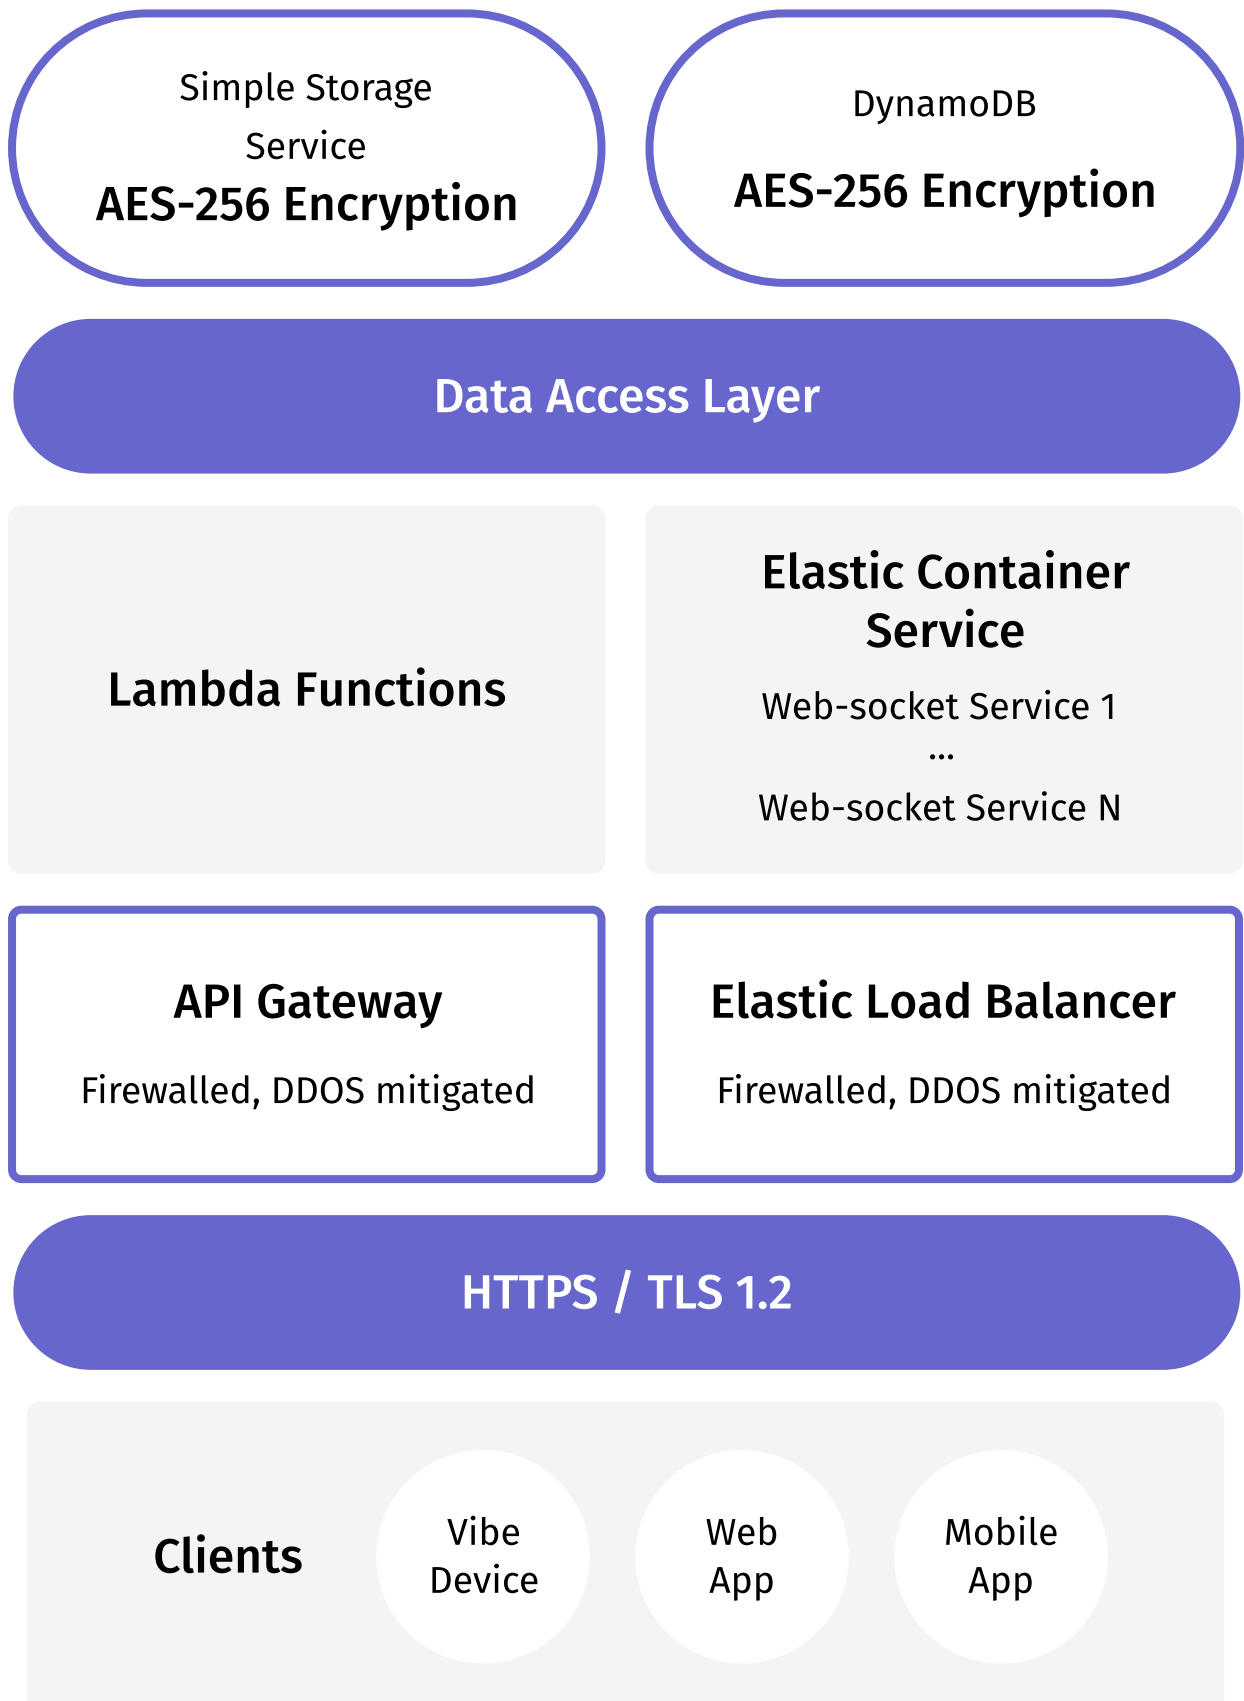 Simple Storage
Service
AES-256 Encryption
DynamoDB
AES-256 Encryption
Data Access Layer
Lambda Functions
Elastic Container
Service
Web-socket Service 1
...
Web-socket Service N
API Gateway
Firewalled, DDOS mitigated
Elastic Load Balancer
Firewalled, DDOS mitigated
HTTPS / TLS 1.2
Clients
Vibe
Device
Web
App
Mobile
App